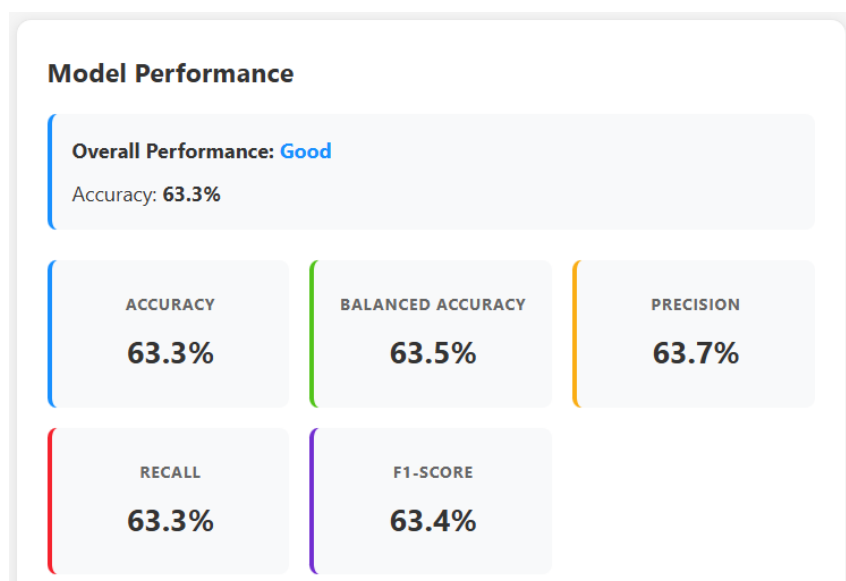 Model Performance
Overall Performance: Good
Accuracy: 63.3%
ACCURACY
63.3%
BALANCED ACCURACY
63.5%
PRECISION
63.7%
RECALL
63.3%
F1-SCORE
63.4%